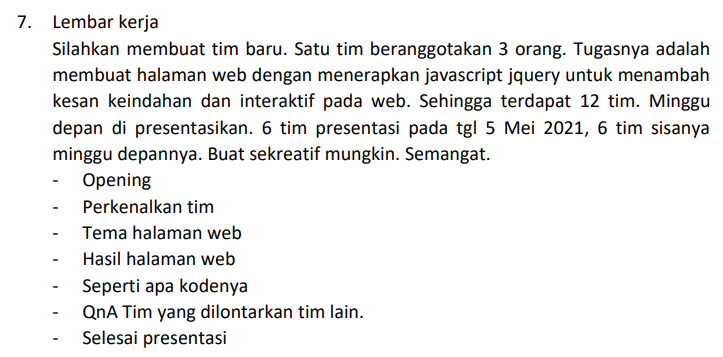 7. Lembar kerja
Silahkan membuat tim baru. Satu tim beranggotakan 3 orang. Tugasnya adalah
membuat halaman web dengan menerapkan javascript jquery untuk menambah
kesan keindahan dan interaktif pada web. Sehingga terdapat 12 tim. Minggu
depan di presentasikan. 6 tim presentasi pada tgl 5 Mei 2021, 6 tim sisanya
minggu depannya. Buat sekreatif mungkin. Semangat.
- Opening
- Perkenalkan tim
- Tema halaman web
- Hasil halaman web
- Seperti apa kodenya
- QnA Tim yang dilontarkan tim lain.
- Selesai presentasi